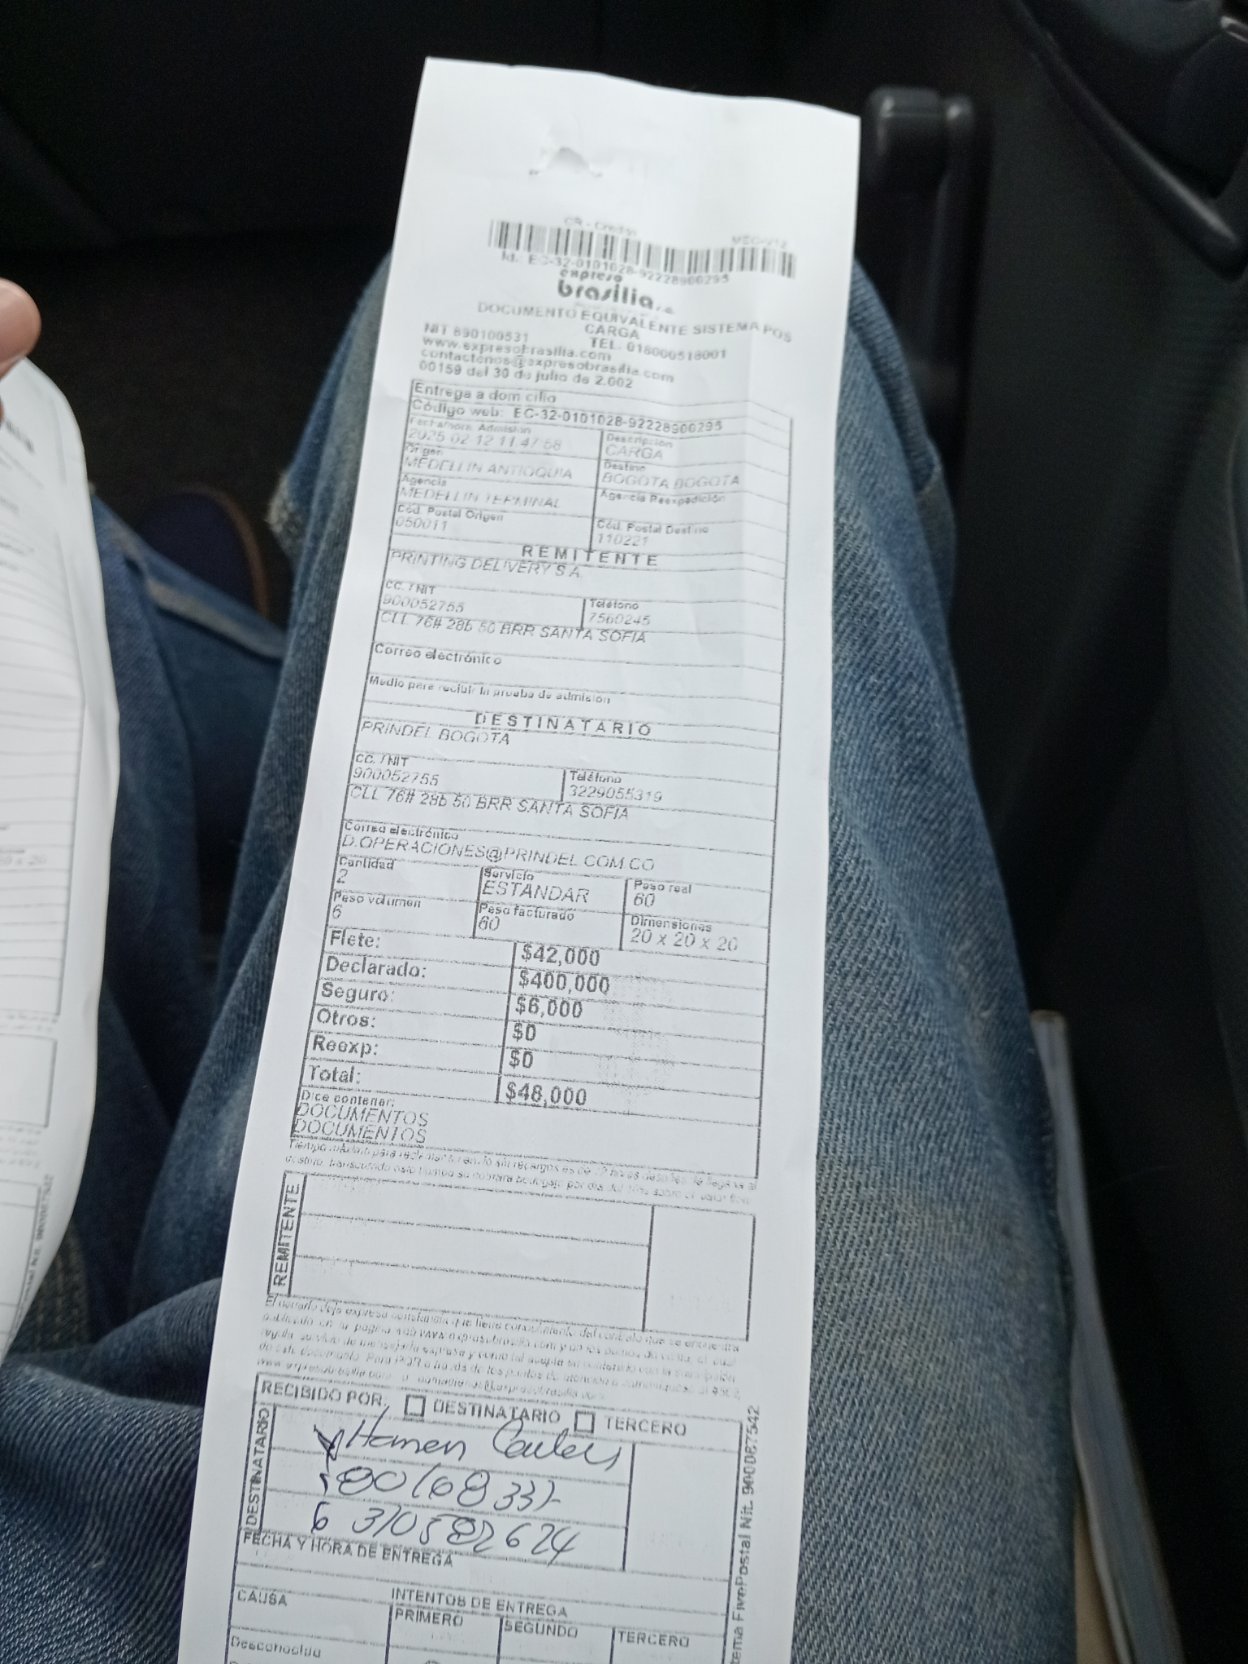 CR - Credito
EC-32-0101028-92228900295
expreso
brasilia s.a.
DOCUMENTO EQUIVALENTE SISTEMA POS
CARGA
NIT 890100531
TEL. 018000518001
www.expresobrasilia.com
contactenos@expresobrasilia.com
00159 del 30 de julio de 2.002
Entrega a domicilio
Código web: EC-32-0101028-92228900295
Fecha/hora Admisión
2025 02 12 11:47:58
Descripción
CARGA
Origen
MEDELLIN ANTIOQUIA
Destino
BOGOTA BOGOTA
Agencia
MEDELLIN TERMINAL
Agencia Reexpedición
Cód. Postal Origen
050011
Cód. Postal Destino
110221
REMITENTE
PRINTING DELIVERY S A
CC. / NIT
900052755
Teléfono
7560245
CLL 76# 28b 50 BRR SANTA SOFIA
Correo electrónico
Medio para recibir la prueba de admisión
DESTINATARIO
PRINDEL BOGOTA
CC. / NIT
900052755
Teléfono
3229055319
CLL 76# 28b 50 BRR SANTA SOFIA
Correo electrónico
D.OPERACIONES@PRINDEL.COM.CO
Cantidad
2
Servicio
ESTANDAR
Peso real
60
Peso volumen
6
Peso facturado
60
Dimensiones
20 x 20 x 20
Flete: $42,000
Declarado: $400,000
Seguro: $6,000
Otros: $0
Reexp: $0
Total: $48,000
Dice contener:
DOCUMENTOS
DOCUMENTOS
REMITENTE
RECIBIDO POR: DESTINATARIO TERCERO
DESTINATARIO
FECHA Y HORA DE ENTREGA
CAUSA
INTENTOS DE ENTREGA
PRIMERO
SEGUNDO
TERCERO
Desconocido
FivePostal Nit. 900087542